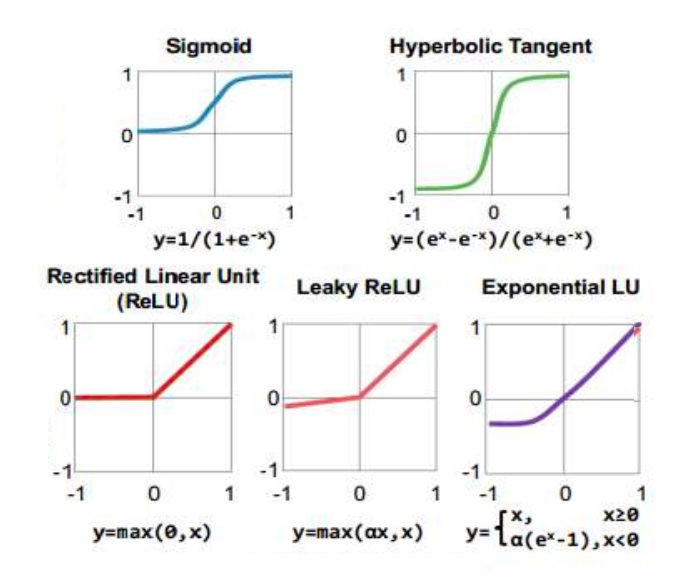 Sigmoid
Hyperbolic Tangent
1
0
-1
-1 0 1
y=1/(1+e⁻ˣ)
1
0
-1
-1 0 1
y=(eˣ-e⁻ˣ)/(eˣ+e⁻ˣ)
Rectified Linear Unit
(ReLU)
Leaky ReLU
Exponential LU
1
0
-1
-1 0 1
y=max(0,x)
1
0
-1
-1 0 1
y=max(αx,x)
1
0
-1
-1 0 1
y={x, x≥0
α(eˣ-1),x<0